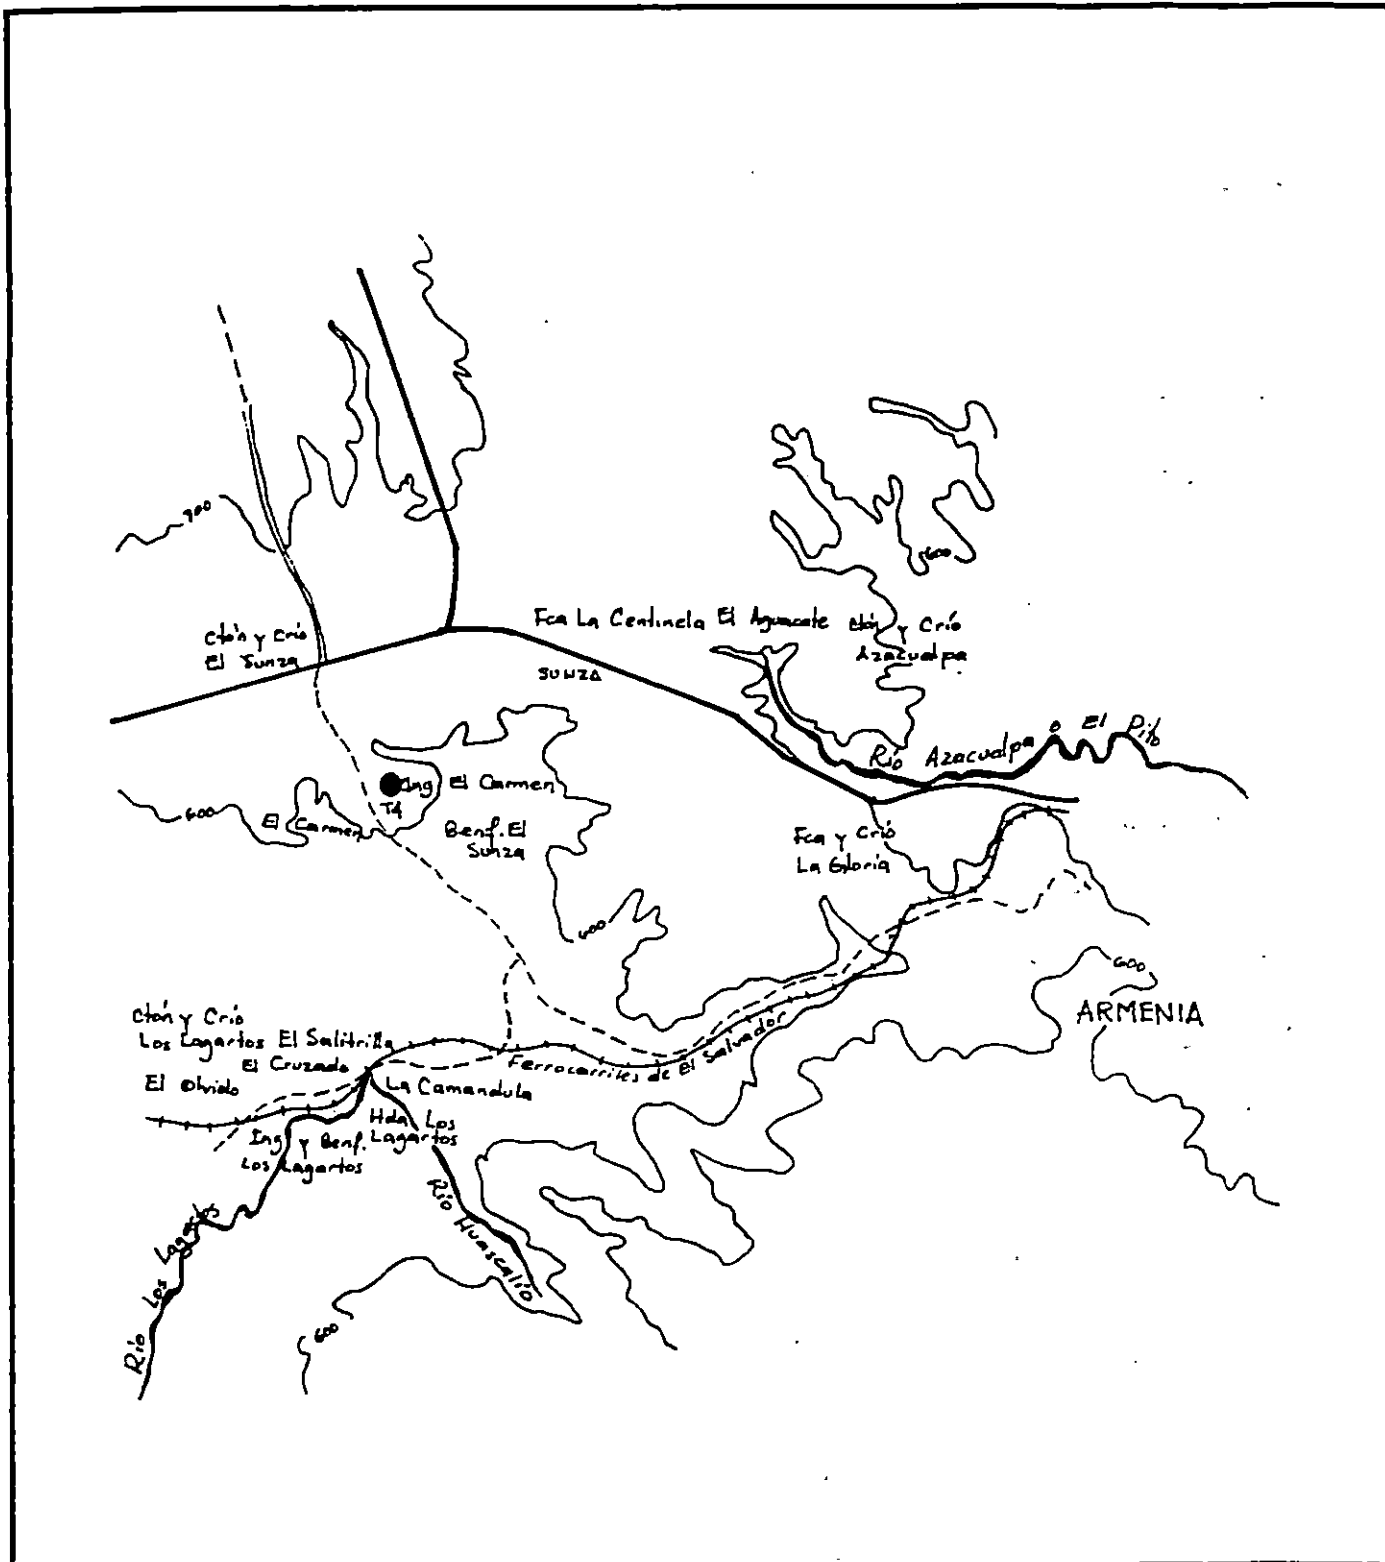 700
Fca La Centinela El Aguacate Ctón y Crío
Azacualpa
600
Ctón y Crío
El Sunza
SUNZA
Río Azacualpa o El Pito
Ing El Carmen
T4
600
El Carmen
Benf. El
Sunza
Fca y Crío
La Gloria
600
600
ARMENIA
Ctón y Crío
Los Lagartos El Salitrillo
El Cruzado
El Olvido
La Camandula
Ferrocarriles de El Salvador
Hda Los
Lagartos
Ing y Benf.
Los Lagartos
Río Los Lagartos
Río Huiscalío
600